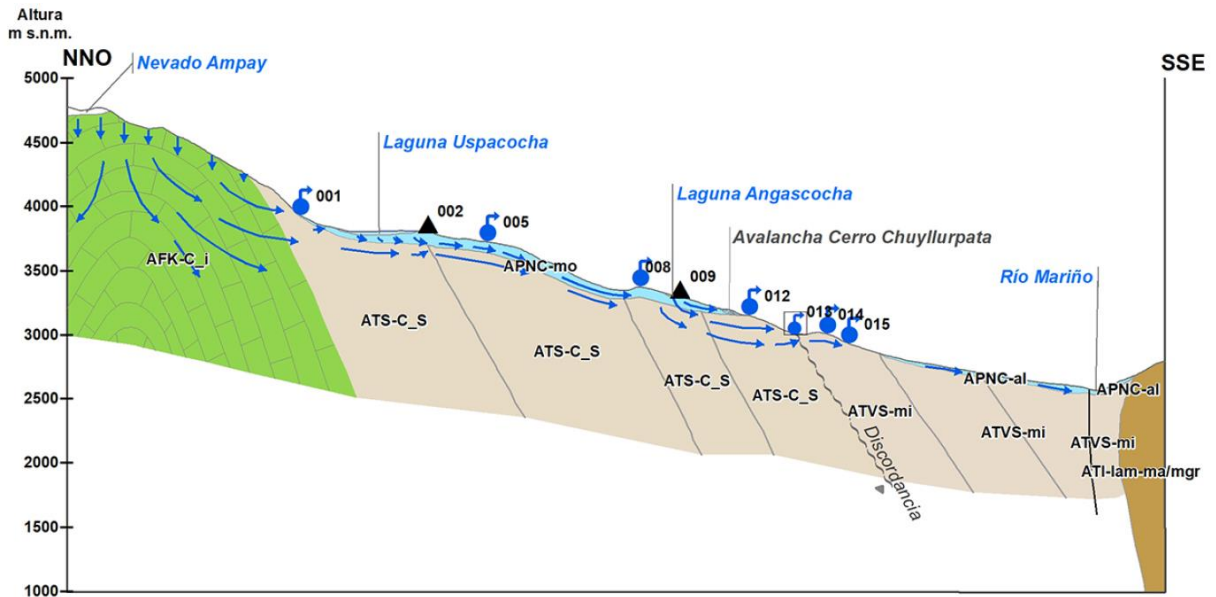 Altura
m s.n.m.
NNO
SSE
Nevado Ampay
5000
4500
4000
3500
3000
2500
2000
1500
1000
Laguna Uspacocha
Laguna Angascocha
Avalancha Cerro Chuyllurpata
Río Mariño
001
002
005
008
009
012
013
014
015
AFK-C_i
APNC-mo
ATS-C_S
ATS-C_S
ATS-C_S
ATS-C_S
ATVS-mi
Discordancia
APNC-al
ATVS-mi
APNC-al
ATVS-mi
ATI-lam-ma/mgr